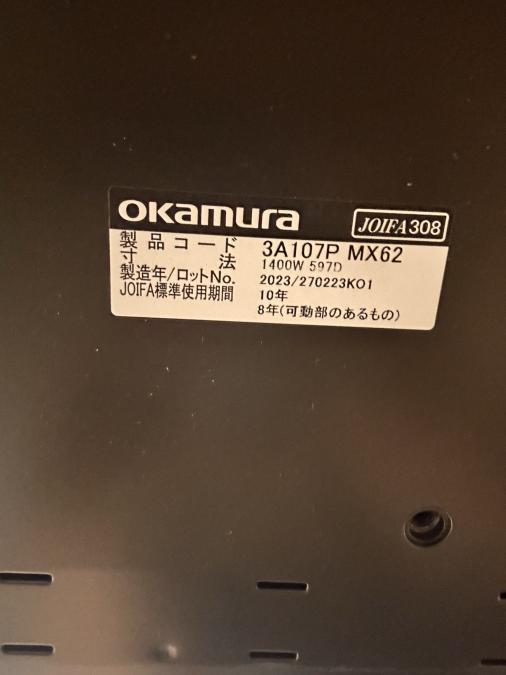 OKamura JOIFA308
製品コード 3A107P MX62
寸法 1400W 597D
製造年/ロットNo. 2023/270223KO1
JOIFA標準使用期間 10年
8年(可動部のあるもの)